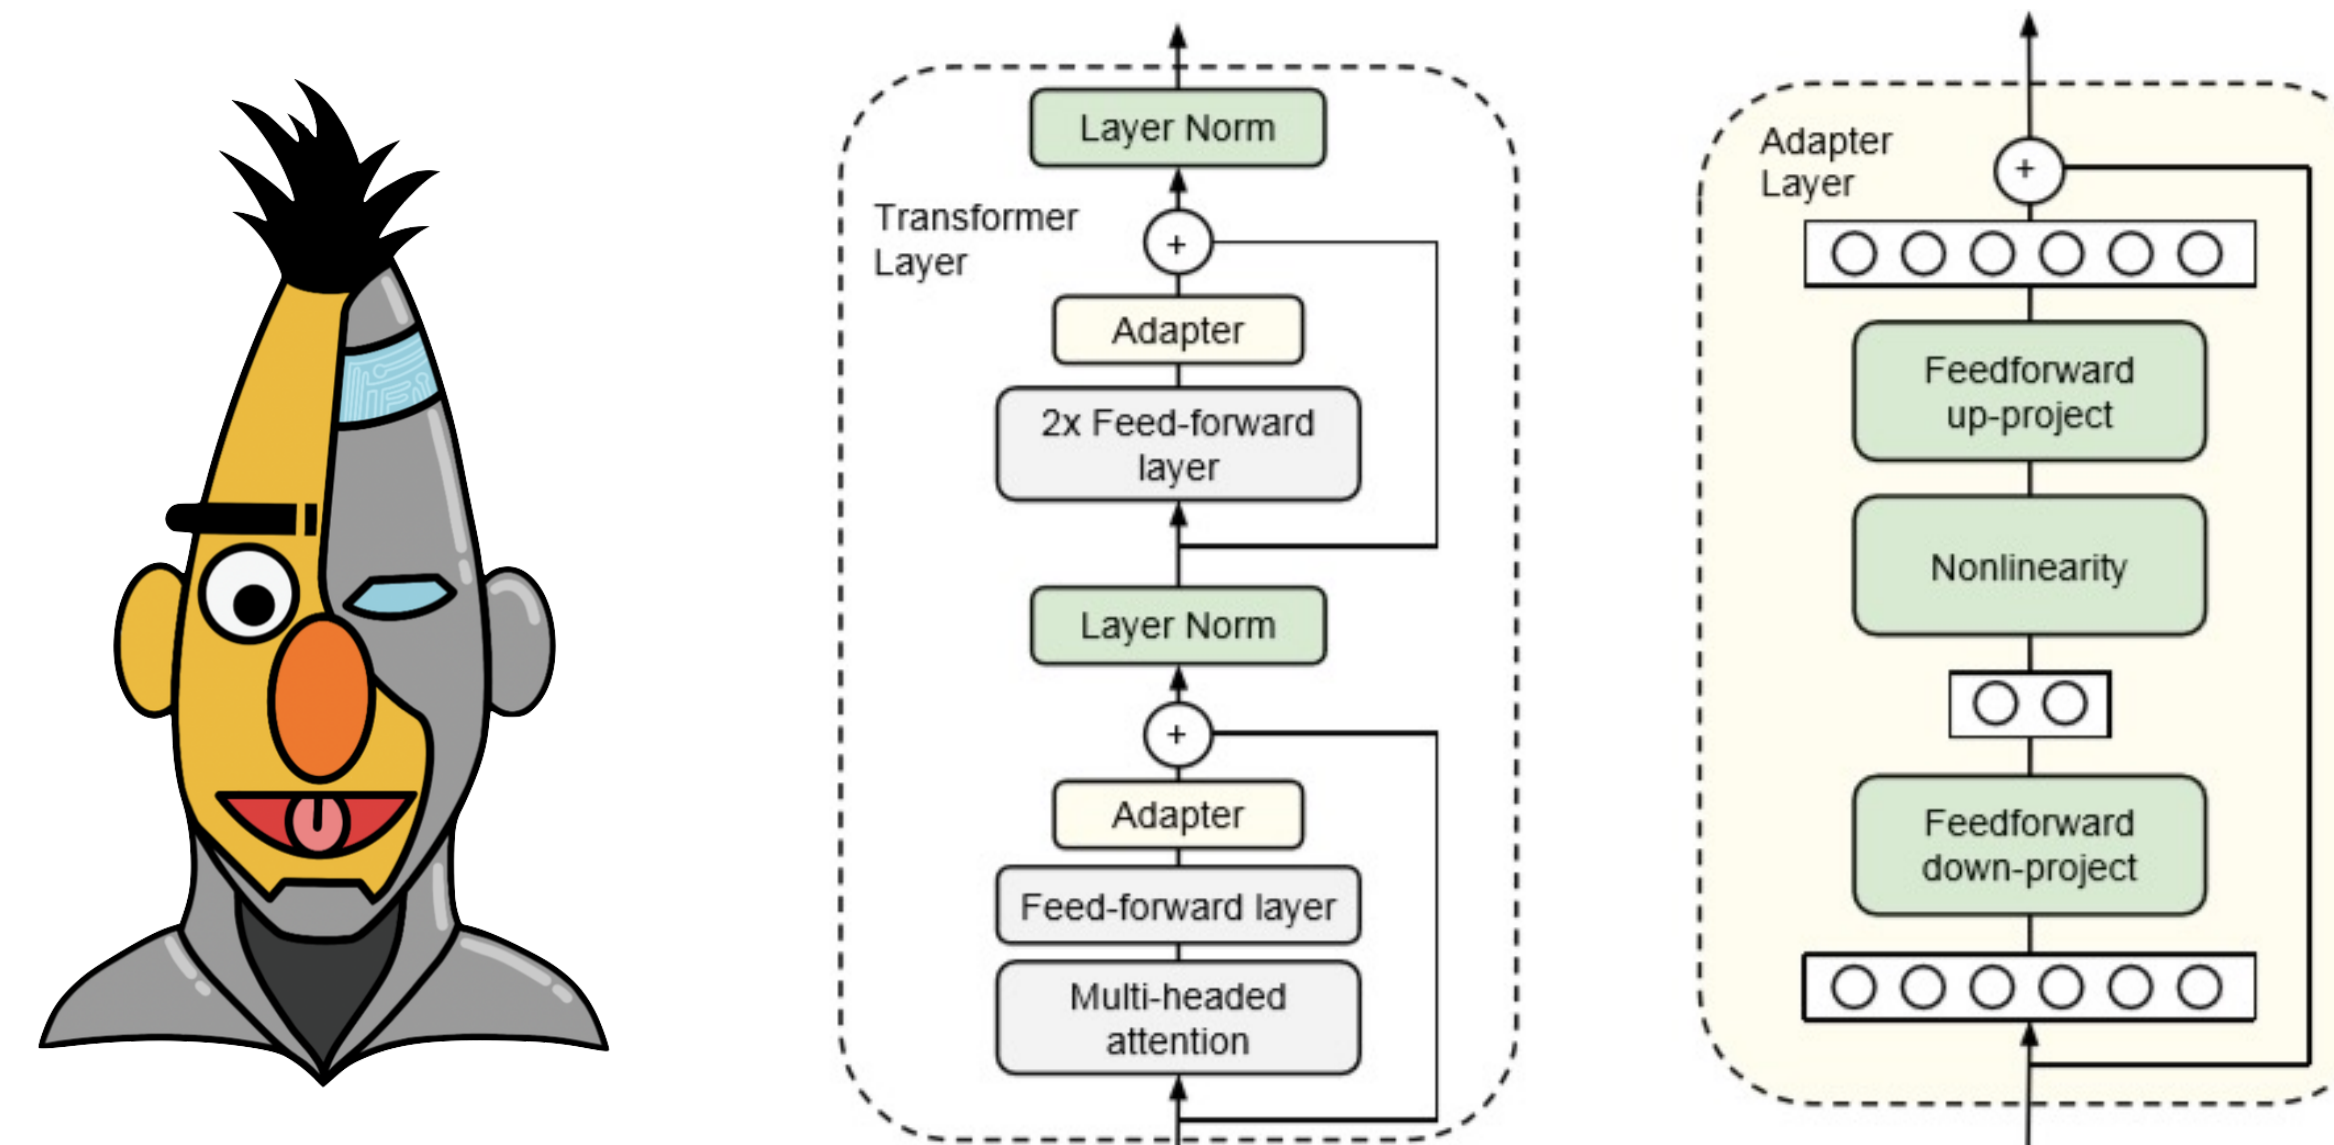 Layer Norm
Transformer
Layer
+
Adapter
2x Feed-forward
layer
Layer Norm
+
Adapter
Feed-forward layer
Multi-headed
attention
Adapter
Layer
+
Feedforward
up-project
Nonlinearity
Feedforward
down-project